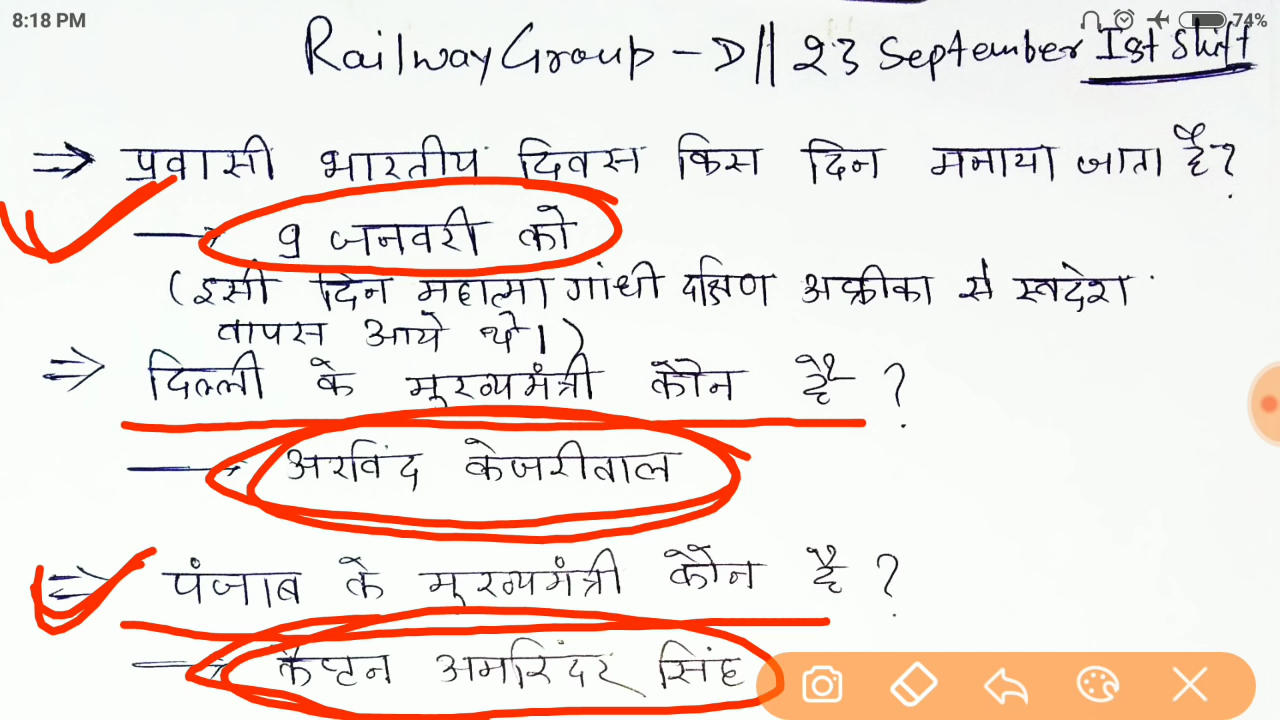 8:18 PM 74%
Railway Group - D || 23 September Ist Shift
⇒ प्रवासी भारतीय दिवस किस दिन मनाया जाता है?
→ 9 जनवरी को
(इसी दिन महात्मा गांधी दक्षिण अफ्रीका से स्वदेश
वापस आये थे।)
⇒ दिल्ली के मुख्यमंत्री कौन है?
→ अरविंद केजरीवाल
⇒ पंजाब के मुख्यमंत्री कौन है?
→ कैप्टन अमरिंदर सिंह